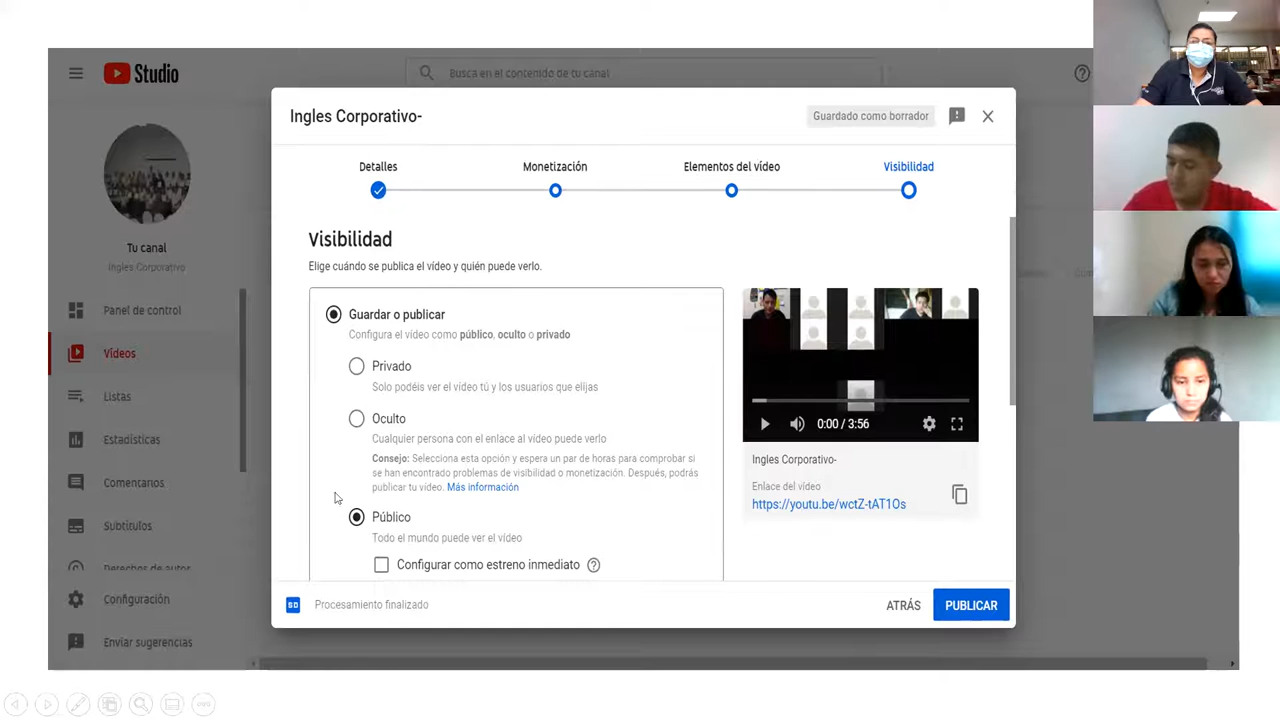 Studio
Busca en el contenido de tu canal
Ingles Corporativo-
Guardado como borrador
Detalles
Monetización
Elementos del vídeo
Visibilidad
Tu canal
Ingles Corporativo
Panel de control
Vídeos
Listas
Estadísticas
Comentarios
Subtítulos
Derechos de autor
Configuración
Enviar sugerencias
Visibilidad
Elige cuándo se publica el vídeo y quién puede verlo.
Guardar o publicar
Configura el vídeo como público, oculto o privado
Privado
Solo podéis ver el vídeo tú y los usuarios que elijas
Oculto
Cualquier persona con el enlace al vídeo puede verlo
Consejo: Selecciona esta opción y espera un par de horas para comprobar si
se han encontrado problemas de visibilidad o monetización. Después, podrás
publicar tu vídeo. Más información
Público
Todo el mundo puede ver el vídeo
Configurar como estreno inmediato
0:00 / 3:56
Ingles Corporativo-
Enlace del vídeo
https://youtu.be/wctZ-tAT1Os
SD
Procesamiento finalizado
ATRÁS
PUBLICAR